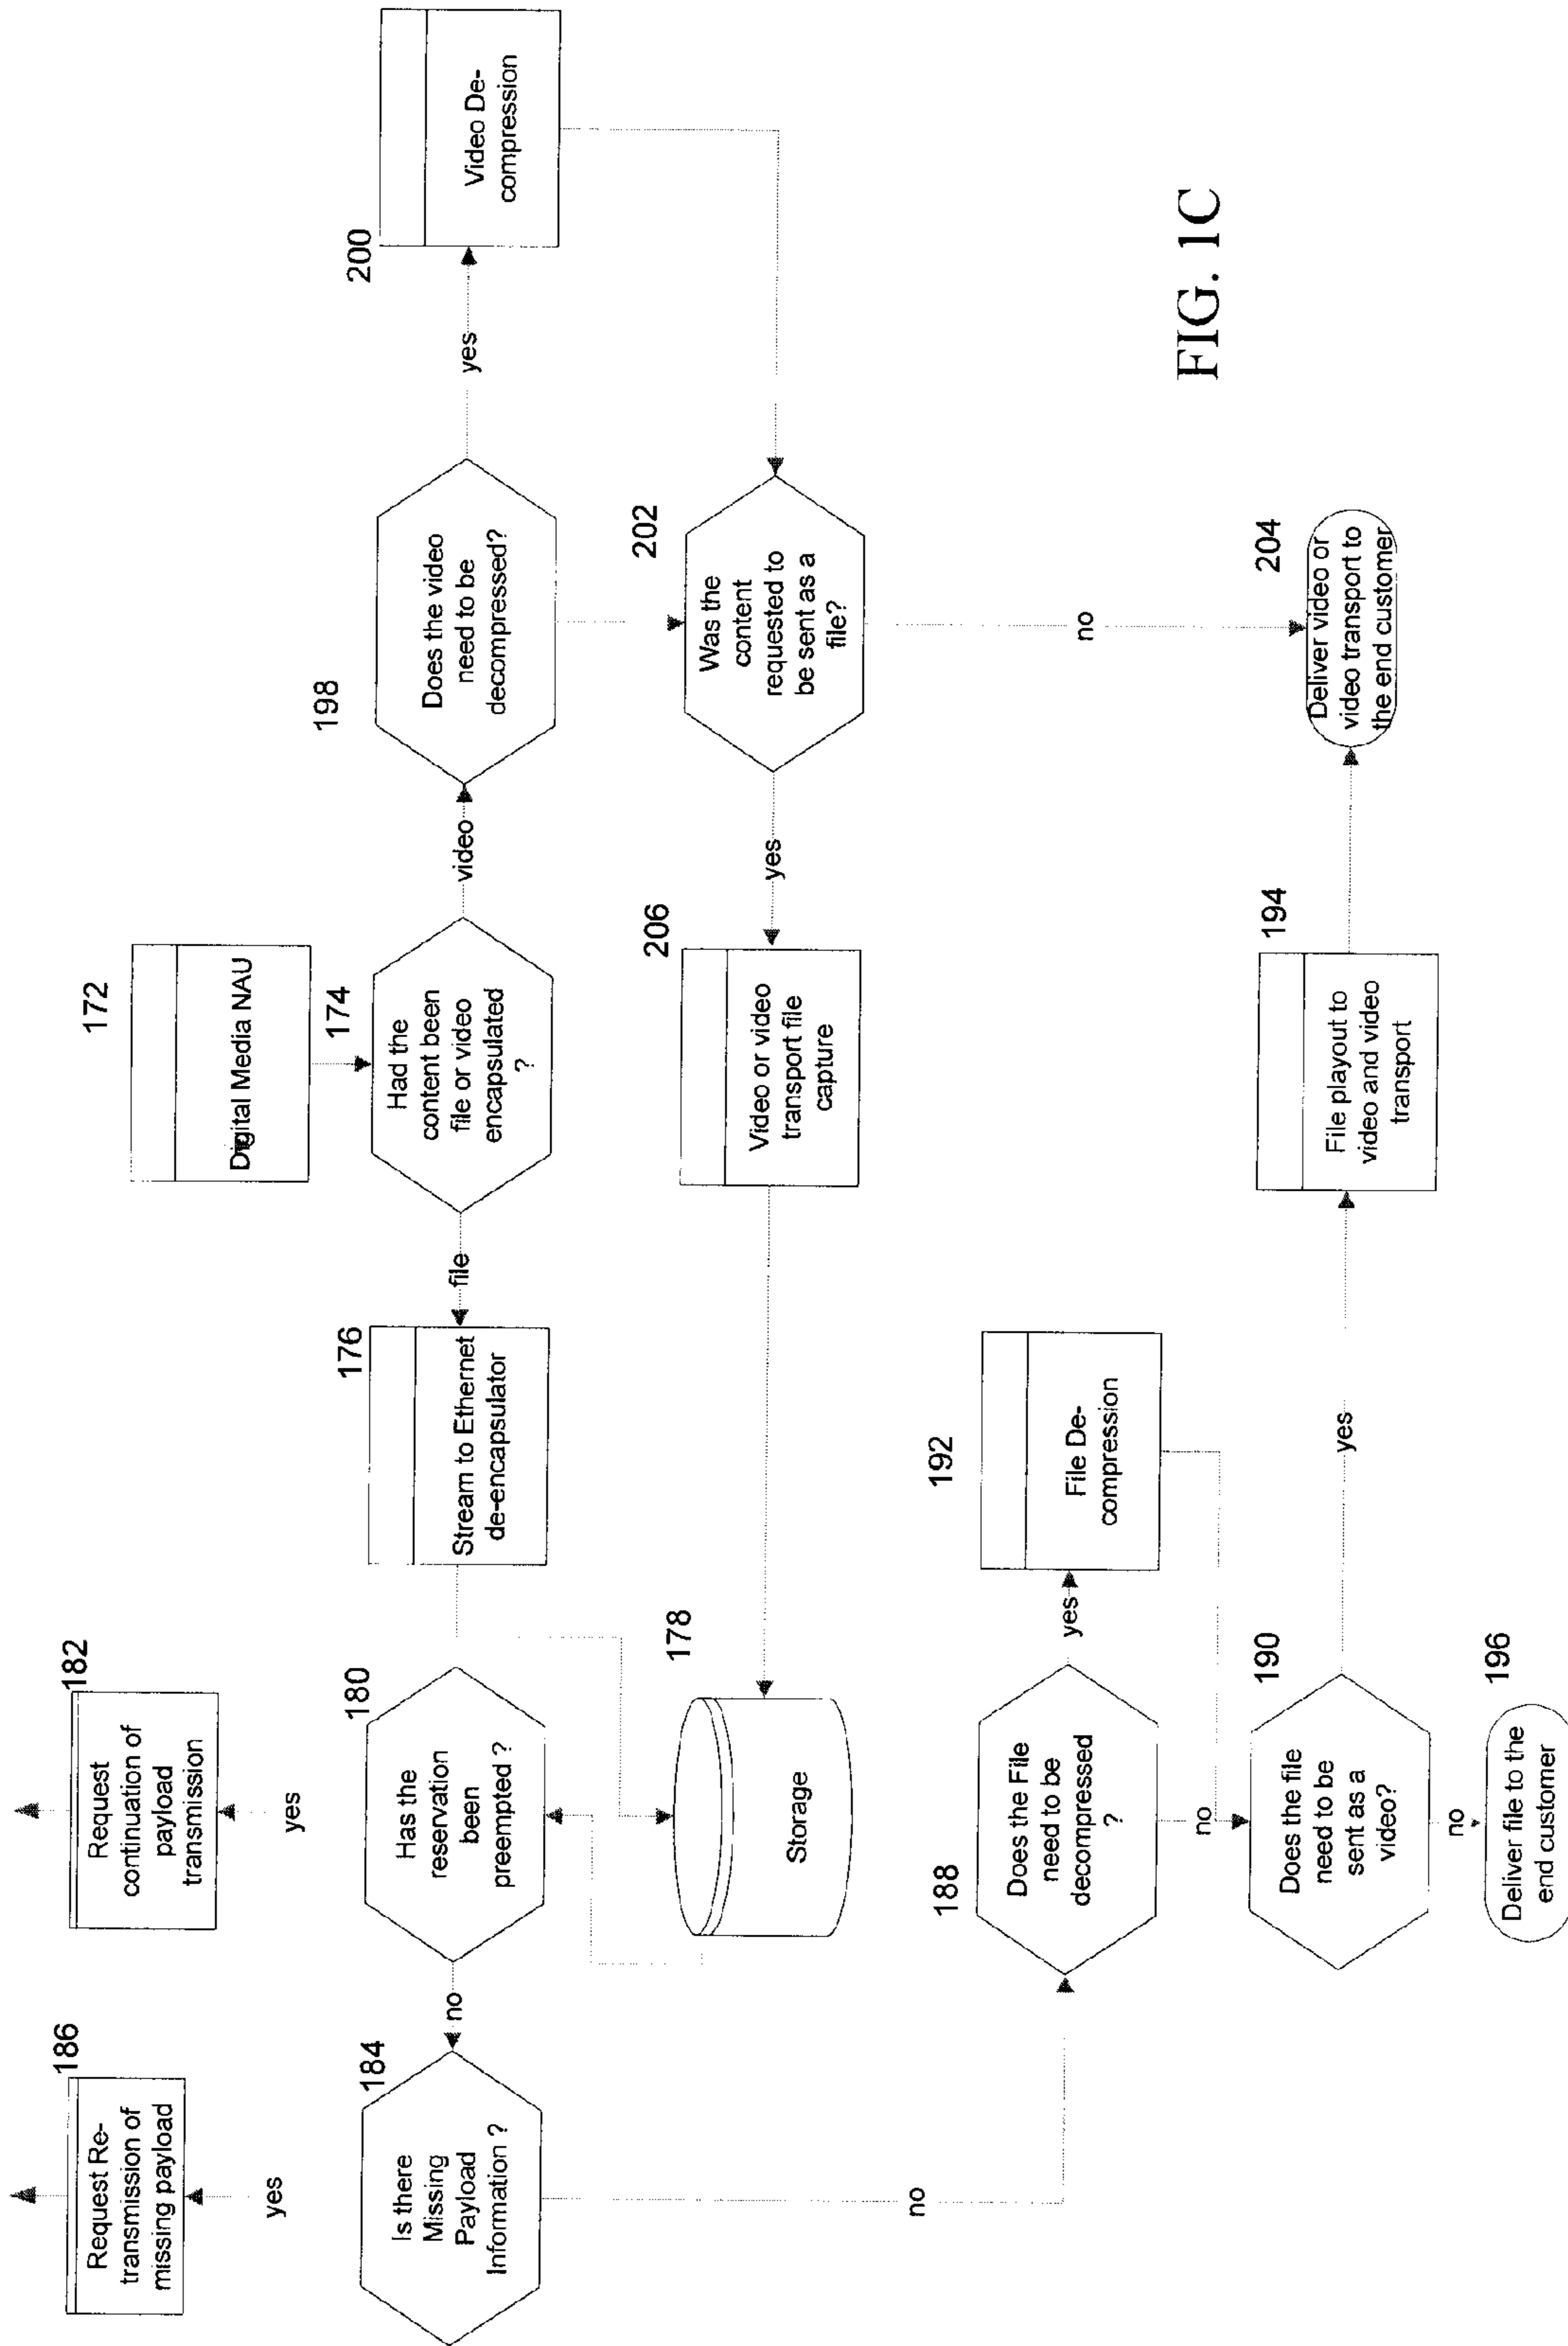 186
Request Re-
transmission of
missing payload
yes
182
Request
continuation of
payload
transmission
yes
172
Digital Media NAU
184
Is there
Missing
Payload
Information ?
no
180
Has the
reservation
been
preempted ?
176
Stream to Ethernet
de-encapsulator
file
174
Had the
content been
file or video
encapsulated
?
video
198
Does the video
need to be
decompressed?
yes
200
Video De-
compression
178
Storage
206
Video or video
transport file
capture
yes
202
Was the
content
requested to
be sent as a
file?
no
no
188
Does the File
need to be
decompressed
?
yes
192
File De-
compression
no
190
Does the file
need to be
sent as a
video?
yes
194
File playout to
video and video
transport
204
Deliver video or
video transport to
the end customer
no
196
Deliver file to the
end customer
FIG. 1C